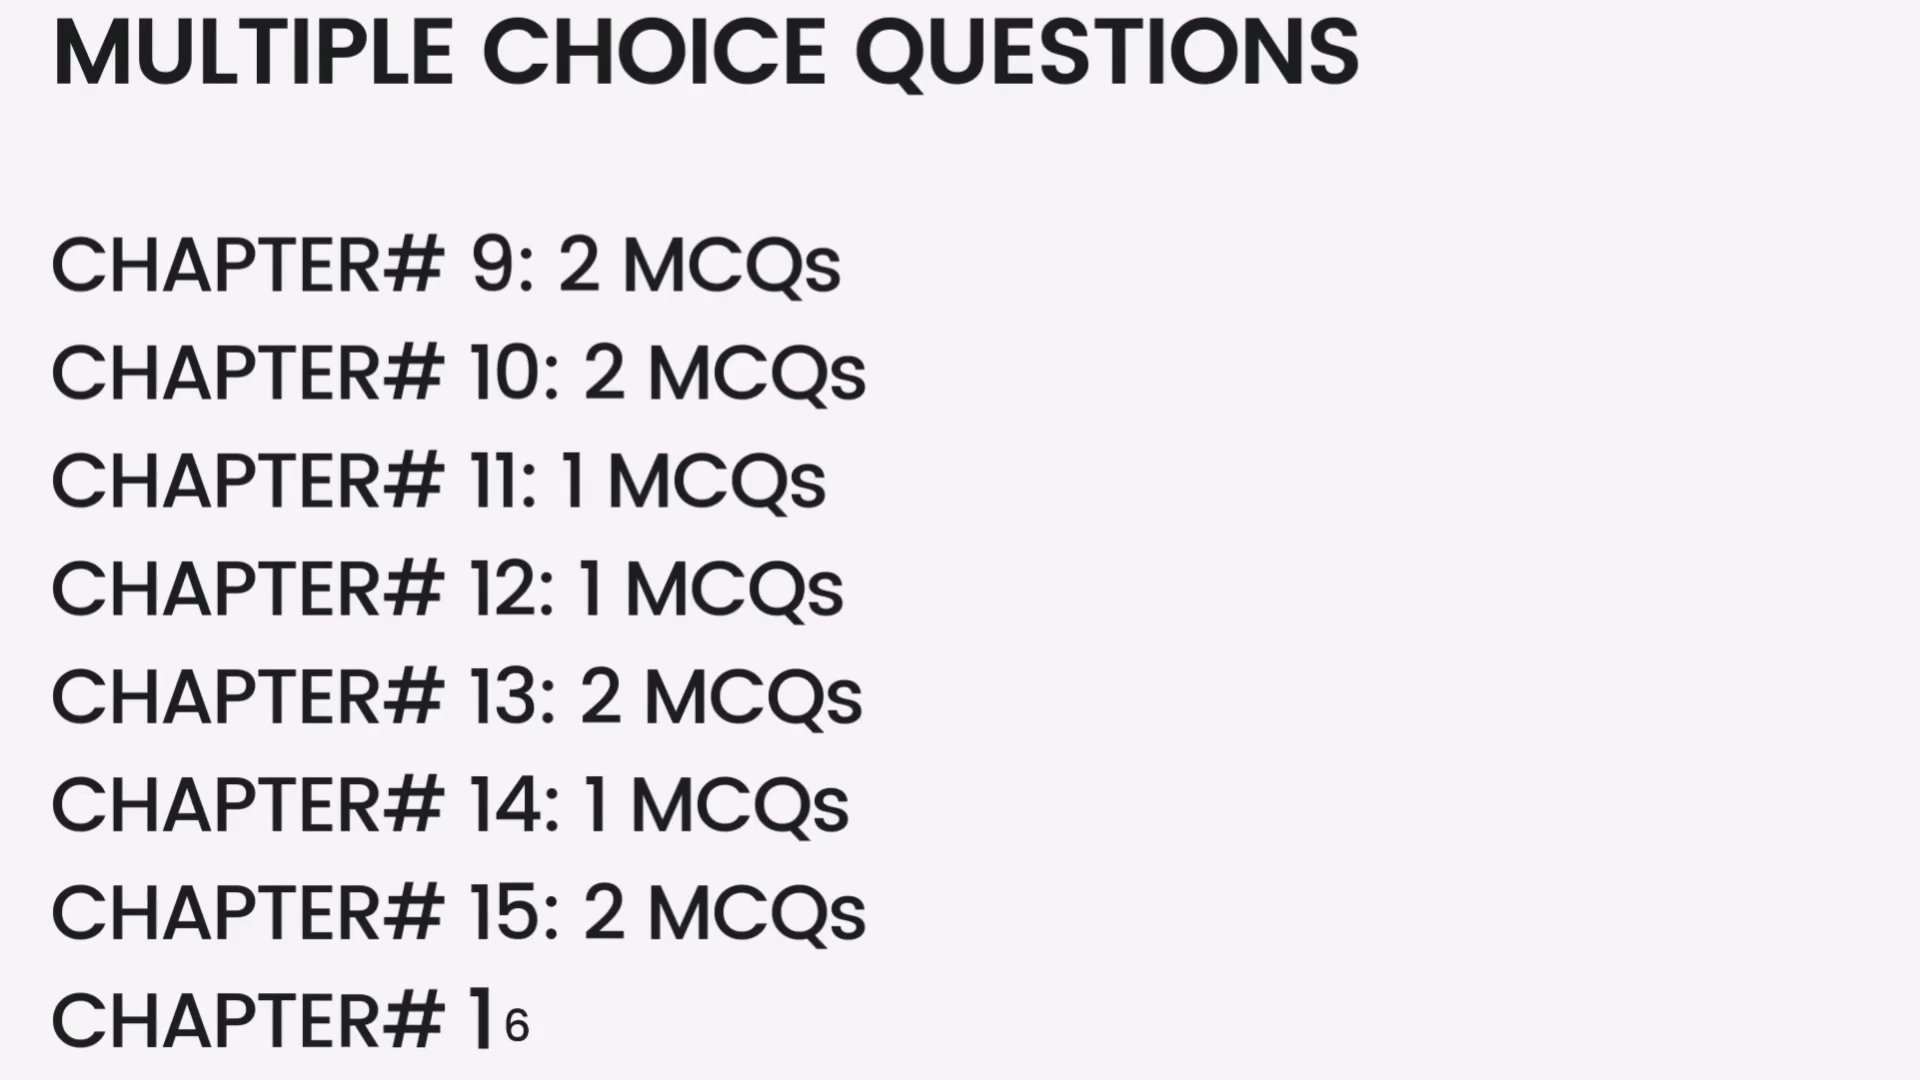 MULTIPLE CHOICE QUESTIONS
CHAPTER# 9: 2 MCQs
CHAPTER# 10: 2 MCQs
CHAPTER# 11: 1 MCQs
CHAPTER# 12: 1 MCQs
CHAPTER# 13: 2 MCQs
CHAPTER# 14: 1 MCQs
CHAPTER# 15: 2 MCQs
CHAPTER# 16